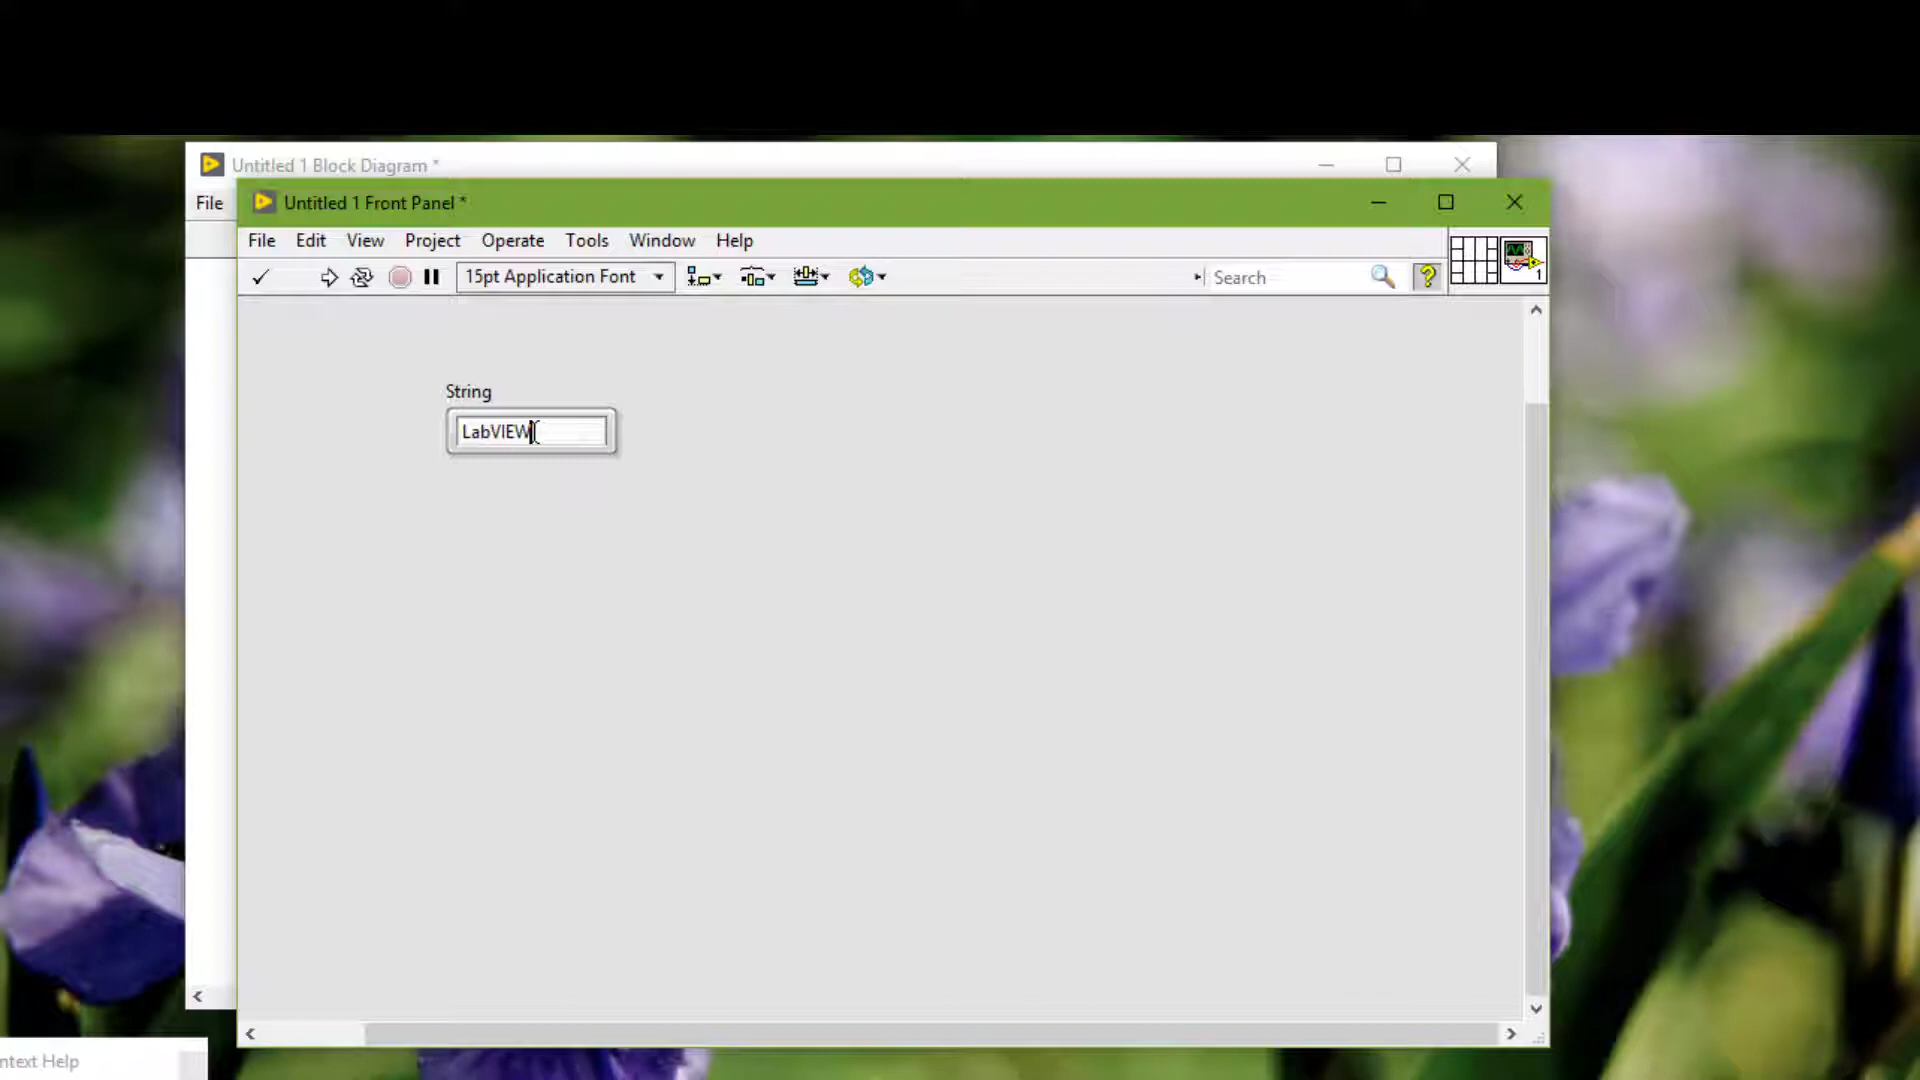 Untitled 1 Block Diagram *
File
Untitled 1 Front Panel *
File Edit View Project Operate Tools Window Help
15pt Application Font
Search
1
String
LabVIEW
ntext Help